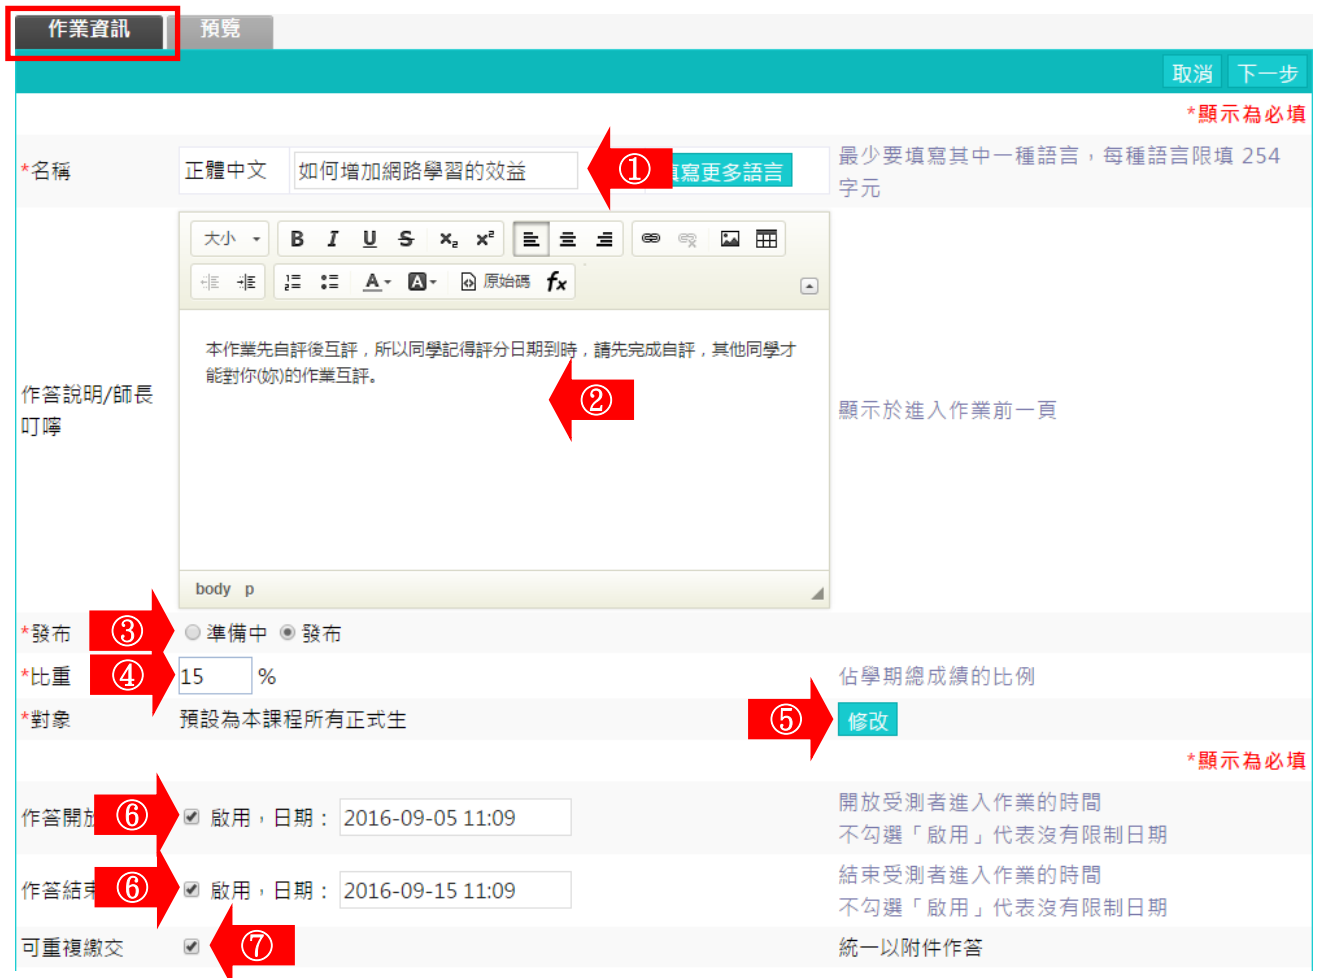 作業資訊 預覽
取消 下一步
*顯示為必填
*名稱 正體中文 如何增加網路學習的效益 ① 寫更多語言 最少要填寫其中一種語言，每種語言限填 254
字元
大小 B I U S x₂ x²
原始碼 fx
本作業先自評後互評，所以同學記得評分日期到時，請先完成自評，其他同學才
能對你(妳)的作業互評。
②
作答說明/師長
叮嚀
顯示於進入作業前一頁
body p
*發布 ③ 準備中 發布
*比重 ④ 15 % 佔學期總成績的比例
*對象 預設為本課程所有正式生 ⑤ 修改
*顯示為必填
作答開放 ⑥ 啟用，日期： 2016-09-05 11:09 開放受測者進入作業的時間
不勾選「啟用」代表沒有限制日期
作答結束 ⑥ 啟用，日期： 2016-09-15 11:09 結束受測者進入作業的時間
不勾選「啟用」代表沒有限制日期
可重複繳交 ⑦ 統一以附件作答